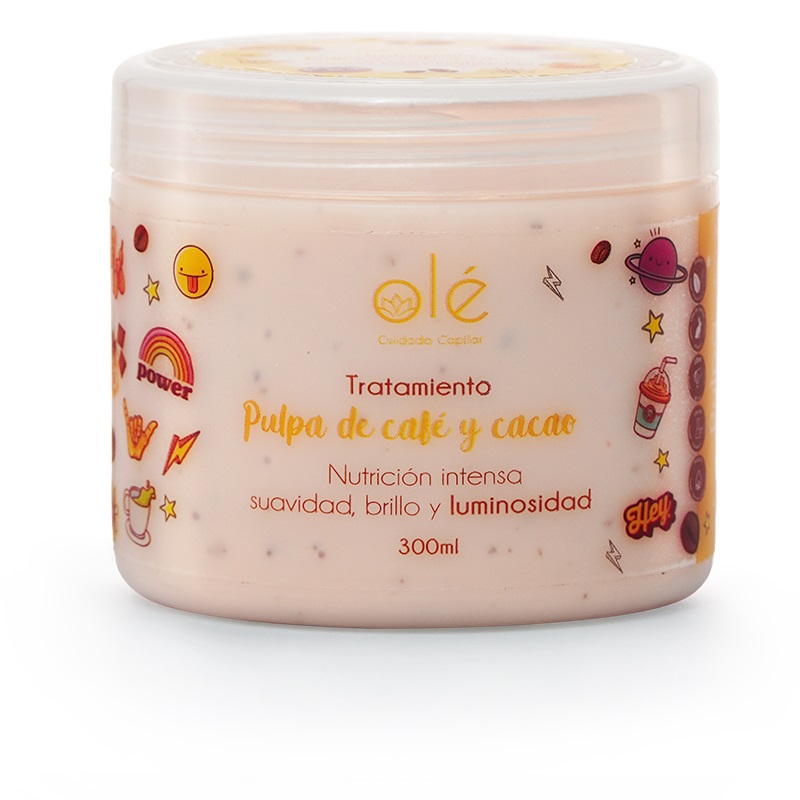 olé
Cuidado Capilar
Tratamiento
Pulpa de café y cacao
Nutrición intensa
suavidad, brillo y luminosidad
300ml
power
Hey